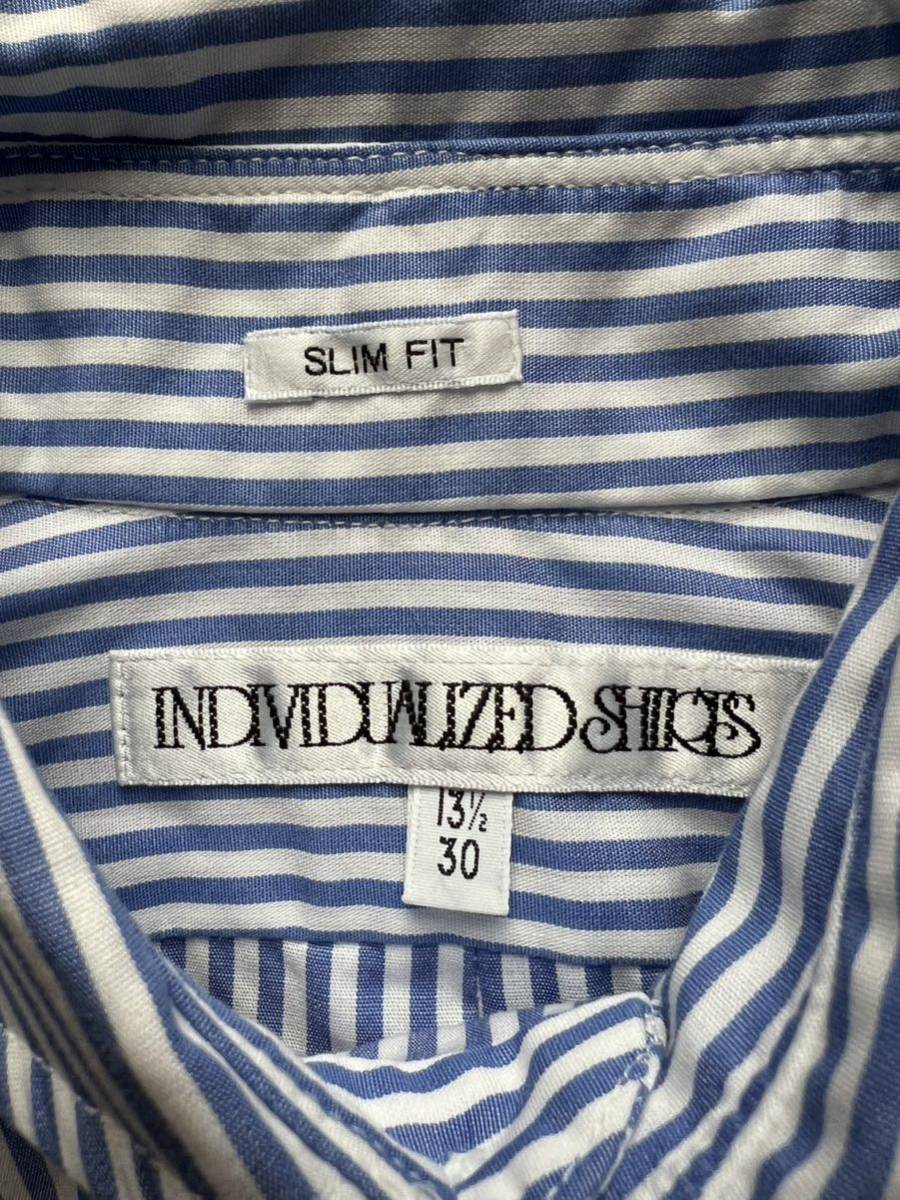 SLIM FIT
INDIVIDUALIZED SHIRTS
13½
30